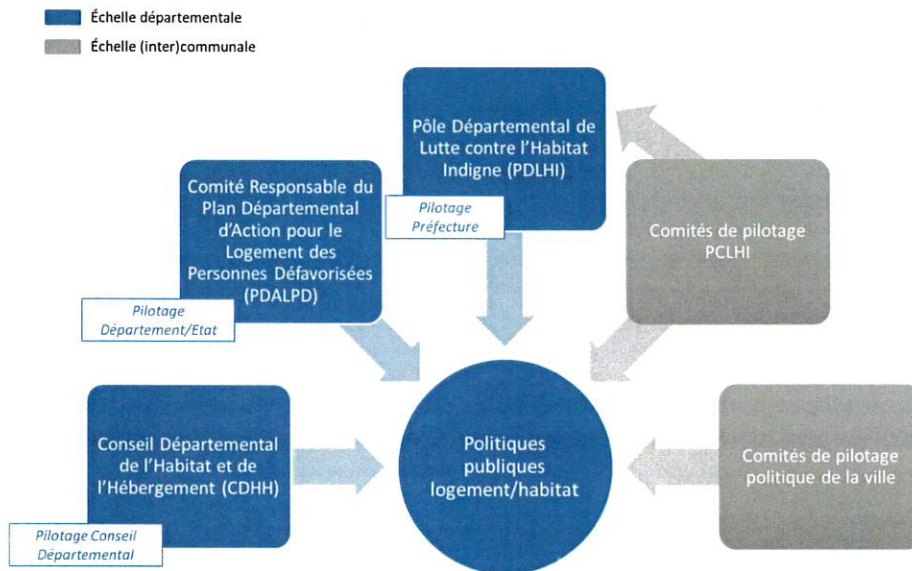 Échelle départementale
Échelle (inter)communale
Pôle Départemental de
Lutte contre l'Habitat
Indigne (PDLHI)
Pilotage
Préfecture
Comité Responsable du
Plan Départemental
d'Action pour le
Logement des
Personnes Défavorisées
(PDALPD)
Pilotage
Département/Etat
Comités de pilotage
PCLHI
Conseil Départemental
de l'Habitat et de
l'Hébergement (CDHH)
Pilotage Conseil
Départemental
Politiques
publiques
logement/habitat
Comités de pilotage
politique de la ville